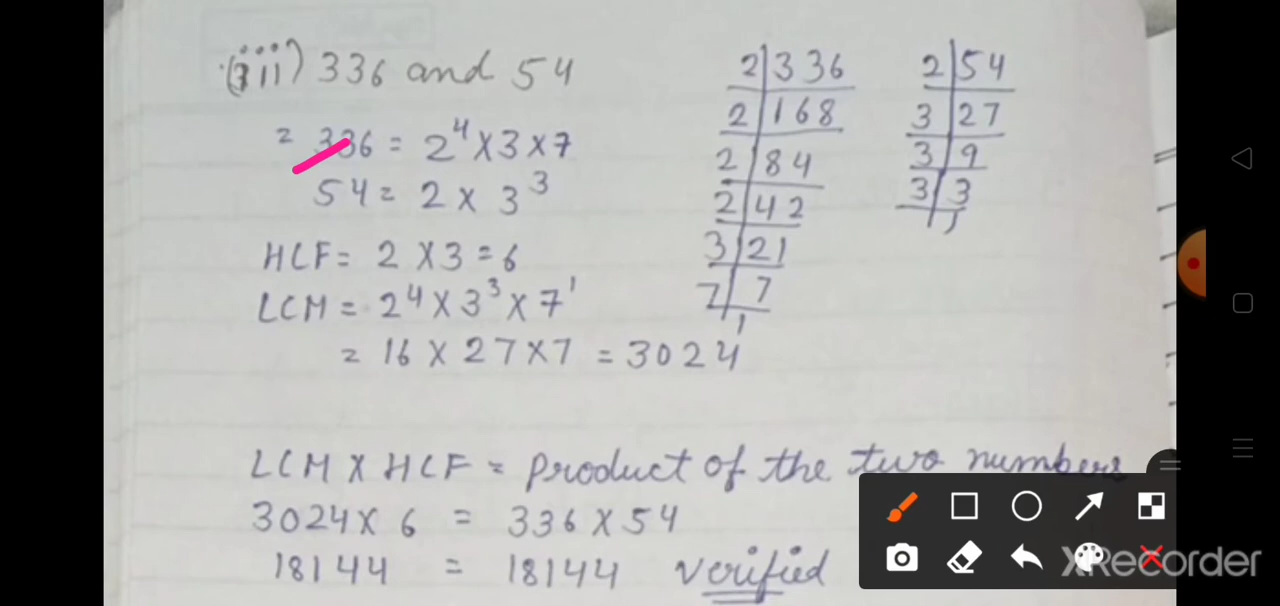 (iii) 336 and 54
= 336 = 2⁴ × 3 × 7
54 = 2 × 3³
HCF = 2 × 3 = 6
LCM = 2⁴ × 3³ × 7¹
= 16 × 27 × 7 = 3024
2|336
2|168
2|84
2|42
3|21
7|7
1
2|54
3|27
3|9
3|3
1
LCM × HCF = Product of the two numbers
3024 × 6 = 336 × 54
18144 = 18144 verified
XRecorder